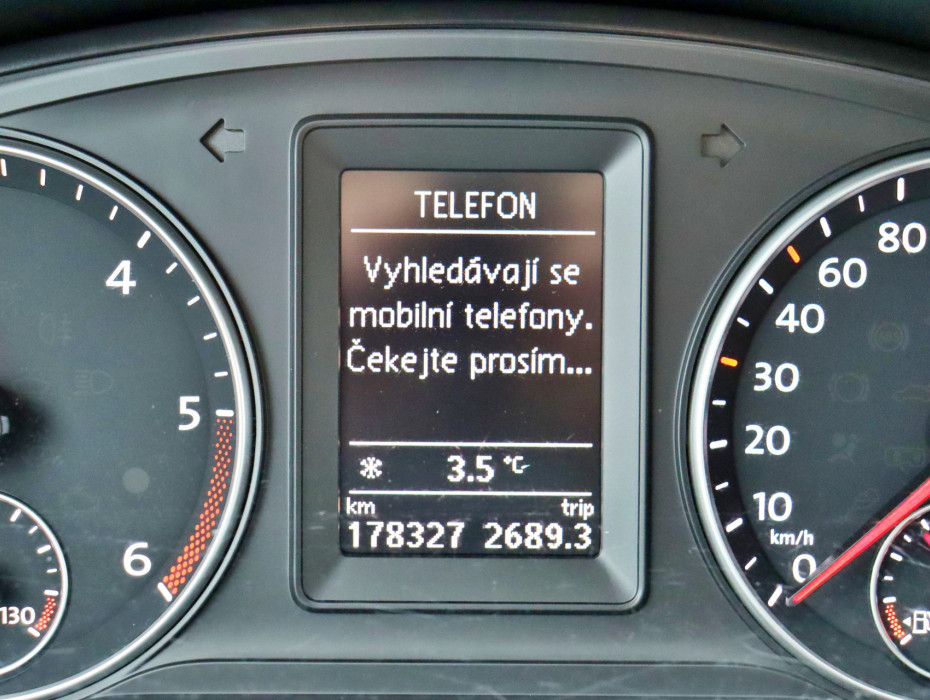 TELEFON
Vyhledávají se
mobilní telefony.
Čekejte prosím...
3.5 °C
km trip
178327 2689.3
4
5
6
130
80
60
40
30
20
10
km/h
0